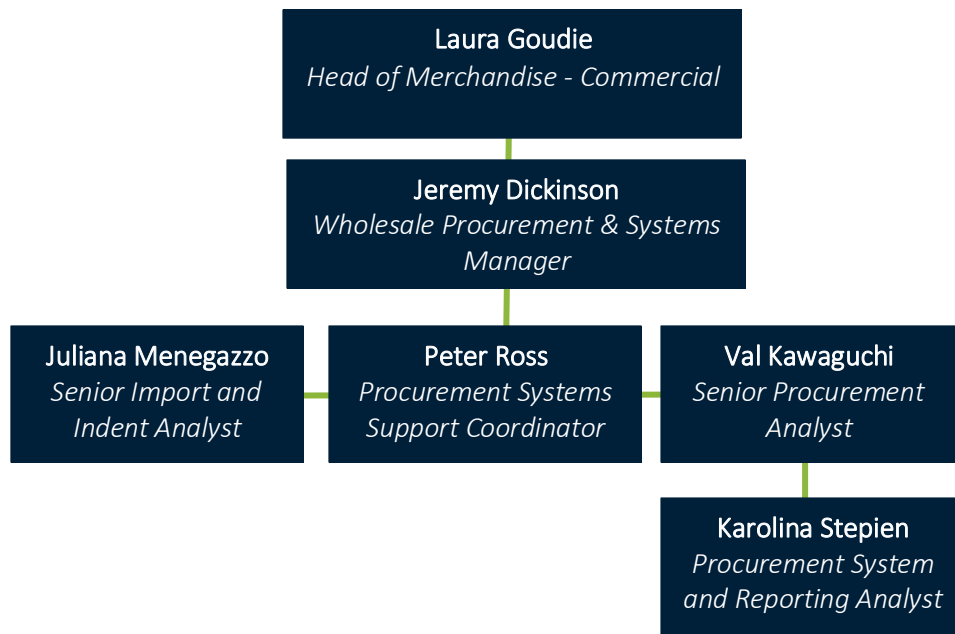 Laura Goudie
Head of Merchandise - Commercial
Jeremy Dickinson
Wholesale Procurement & Systems
Manager
Juliana Menegazzo
Senior Import and
Indent Analyst
Peter Ross
Procurement Systems
Support Coordinator
Val Kawaguchi
Senior Procurement
Analyst
Karolina Stepien
Procurement System
and Reporting Analyst